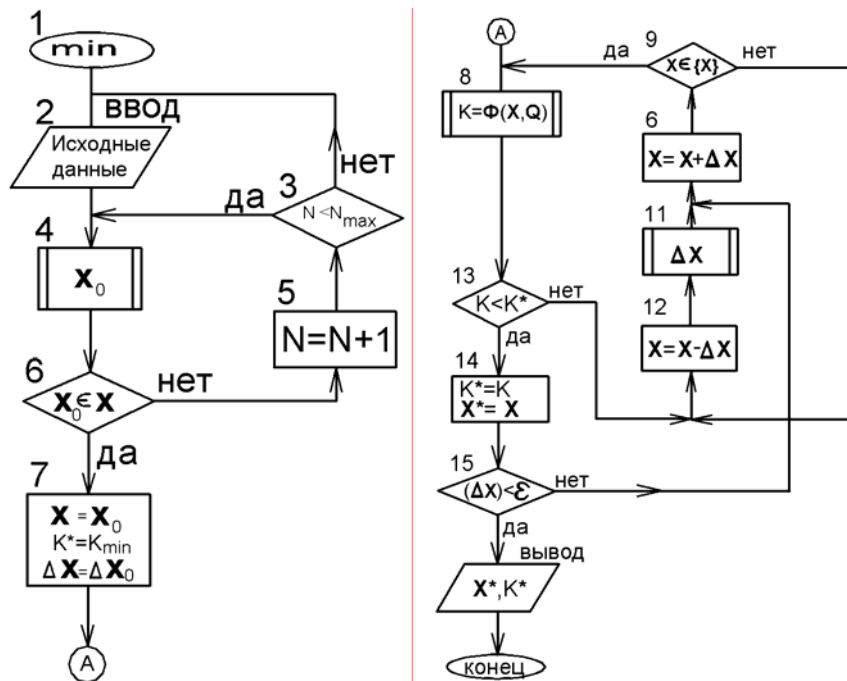 1
min
2
ВВОД
Исходные
данные
нет
3
да
N<Nmax
4
X0
5
N=N+1
6
X0∈X
нет
да
7
X=X0
K*=Kmin
ΔX=ΔX0
A
A
да
9
нет
X∈{X}
8
K=Ф(X,Q)
6
X=X+ΔX
11
ΔX
13
K<K*
нет
12
X=X-ΔX
да
14
K*=K
X*=X
15
(ΔX)<ε
нет
да
вывод
X*,K*
конец